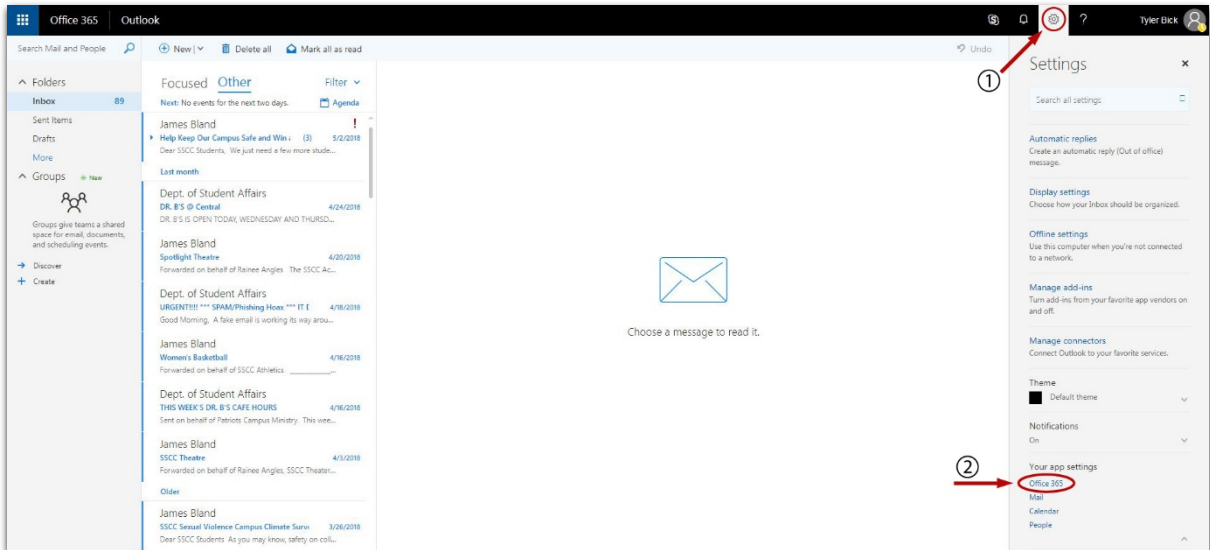 Office 365 Outlook Tyler Bick
Search Mail and People
New Delete all Mark all as read Undo
Folders
Inbox 89
Sent Items
Drafts
More
Groups New
Groups give teams a shared
space for email, documents,
and scheduling events.
Discover
Create
Focused Other Filter
Next: No events for the next two days. Agenda
James Bland !
Help Keep Our Campus Safe and Win (3) 5/2/2018
Dear SSCC Students, We just need a few more stude...
Last month
Dept. of Student Affairs
DR. B'S @ Central 4/24/2018
DR. B'S IS OPEN TODAY, WEDNESDAY AND THURSD...
James Bland
Spotlight Theatre 4/20/2018
Forwarded on behalf of Rainee Angles The SSCC Ac...
Dept. of Student Affairs
URGENT!!!! *** SPAM/Phishing Hoax *** IT 4/18/2018
Good Morning, A fake email is working its way arou...
James Bland
Women's Basketball 4/16/2018
Forwarded on behalf of SSCC Athletics ___________...
Dept. of Student Affairs
THIS WEEK'S DR. B'S CAFE HOURS 4/16/2018
Sent on behalf of Patriots Campus Ministry This wee...
James Bland
SSCC Theatre 4/3/2018
Forwarded on behalf of Rainee Angles, SSCC Theater...
Older
James Bland
SSCC Sexual Violence Campus Climate Surv 3/26/2018
Dear SSCC Students As you may know, safety on coll...
Choose a message to read it.
①
Settings
Search all settings
Automatic replies
Create an automatic reply (Out of office)
message.
Display settings
Choose how your Inbox should be organized.
Offline settings
Use this computer when you're not connected
to a network.
Manage add-ins
Turn add-ins from your favorite app vendors on
and off.
Manage connectors
Connect Outlook to your favorite services.
Theme
Default theme
Notifications
On
②
Your app settings
Office 365
Mail
Calendar
People